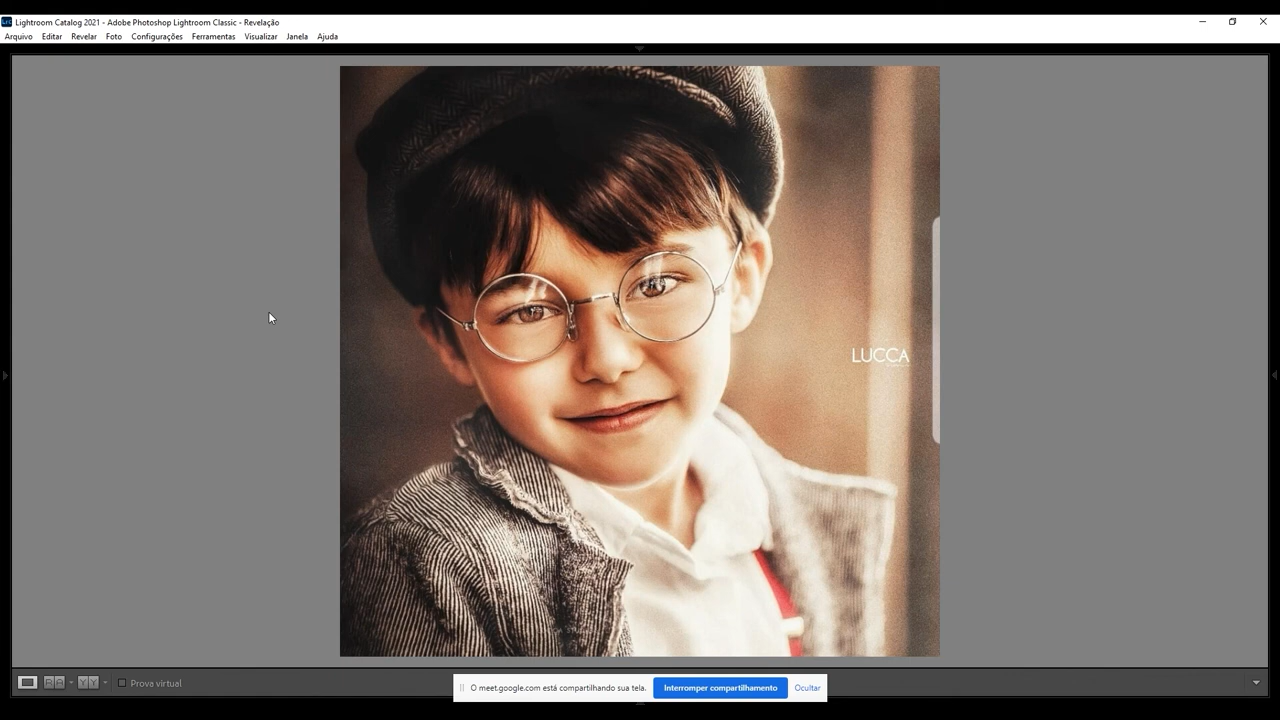 Lightroom Catalog 2021 - Adobe Photoshop Lightroom Classic - Revelação
Arquivo Editar Revelar Foto Configurações Ferramentas Visualizar Janela Ajuda
LUCCA
Prova virtual
O meet.google.com está compartilhando sua tela. Interromper compartilhamento Ocultar